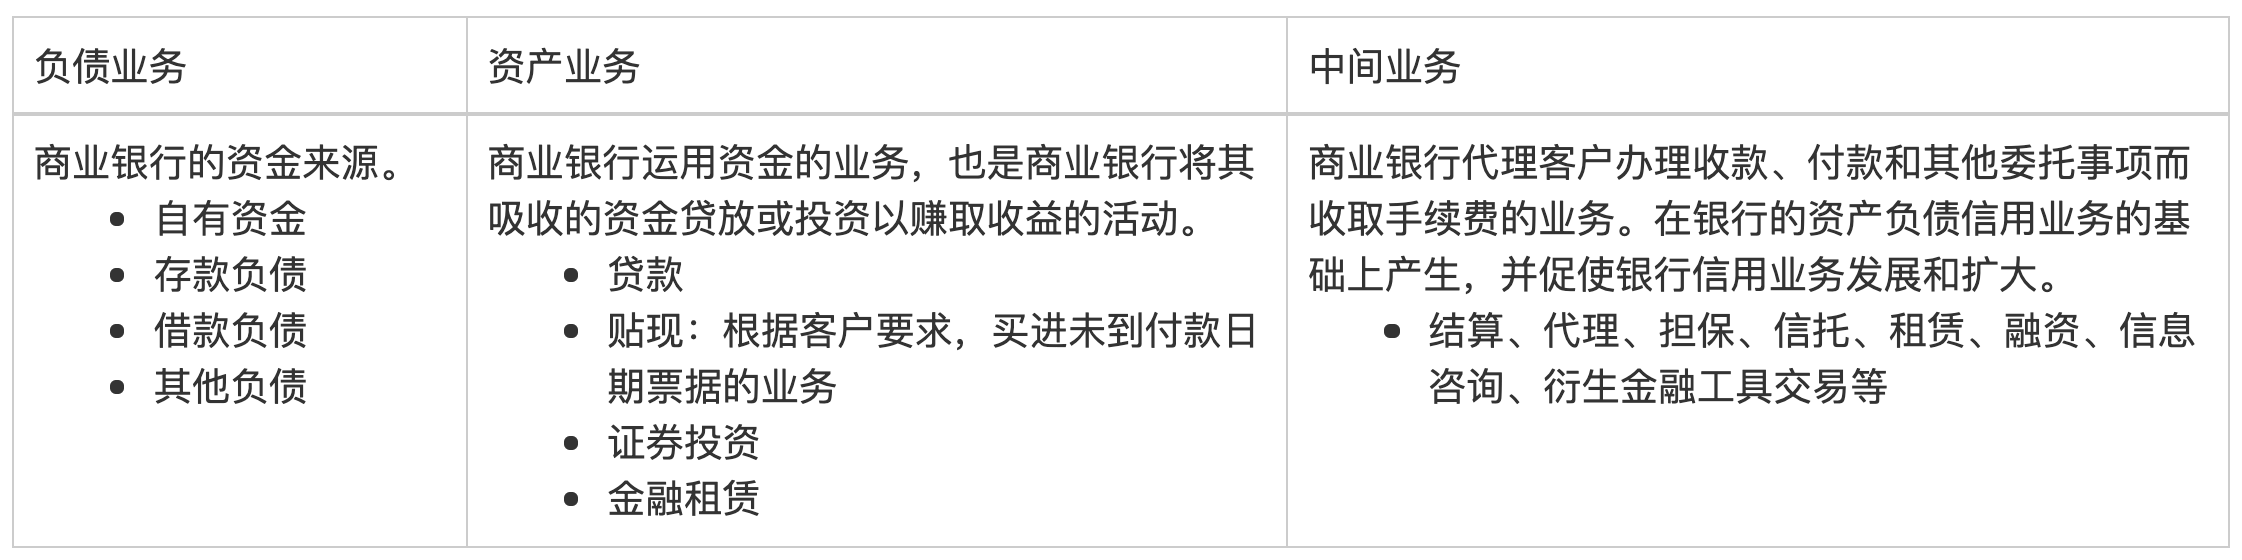 负债业务
资产业务
中间业务
商业银行的资金来源。
自有资金
存款负债
借款负债
其他负债
商业银行运用资金的业务，也是商业银行将其
吸收的资金贷放或投资以赚取收益的活动。
贷款
贴现：根据客户要求，买进未到付款日
期票据的业务
证券投资
金融租赁
商业银行代理客户办理收款、付款和其他委托事项而
收取手续费的业务。在银行的资产负债信用业务的基
础上产生，并促使银行信用业务发展和扩大。
结算、代理、担保、信托、租赁、融资、信息
咨询、衍生金融工具交易等